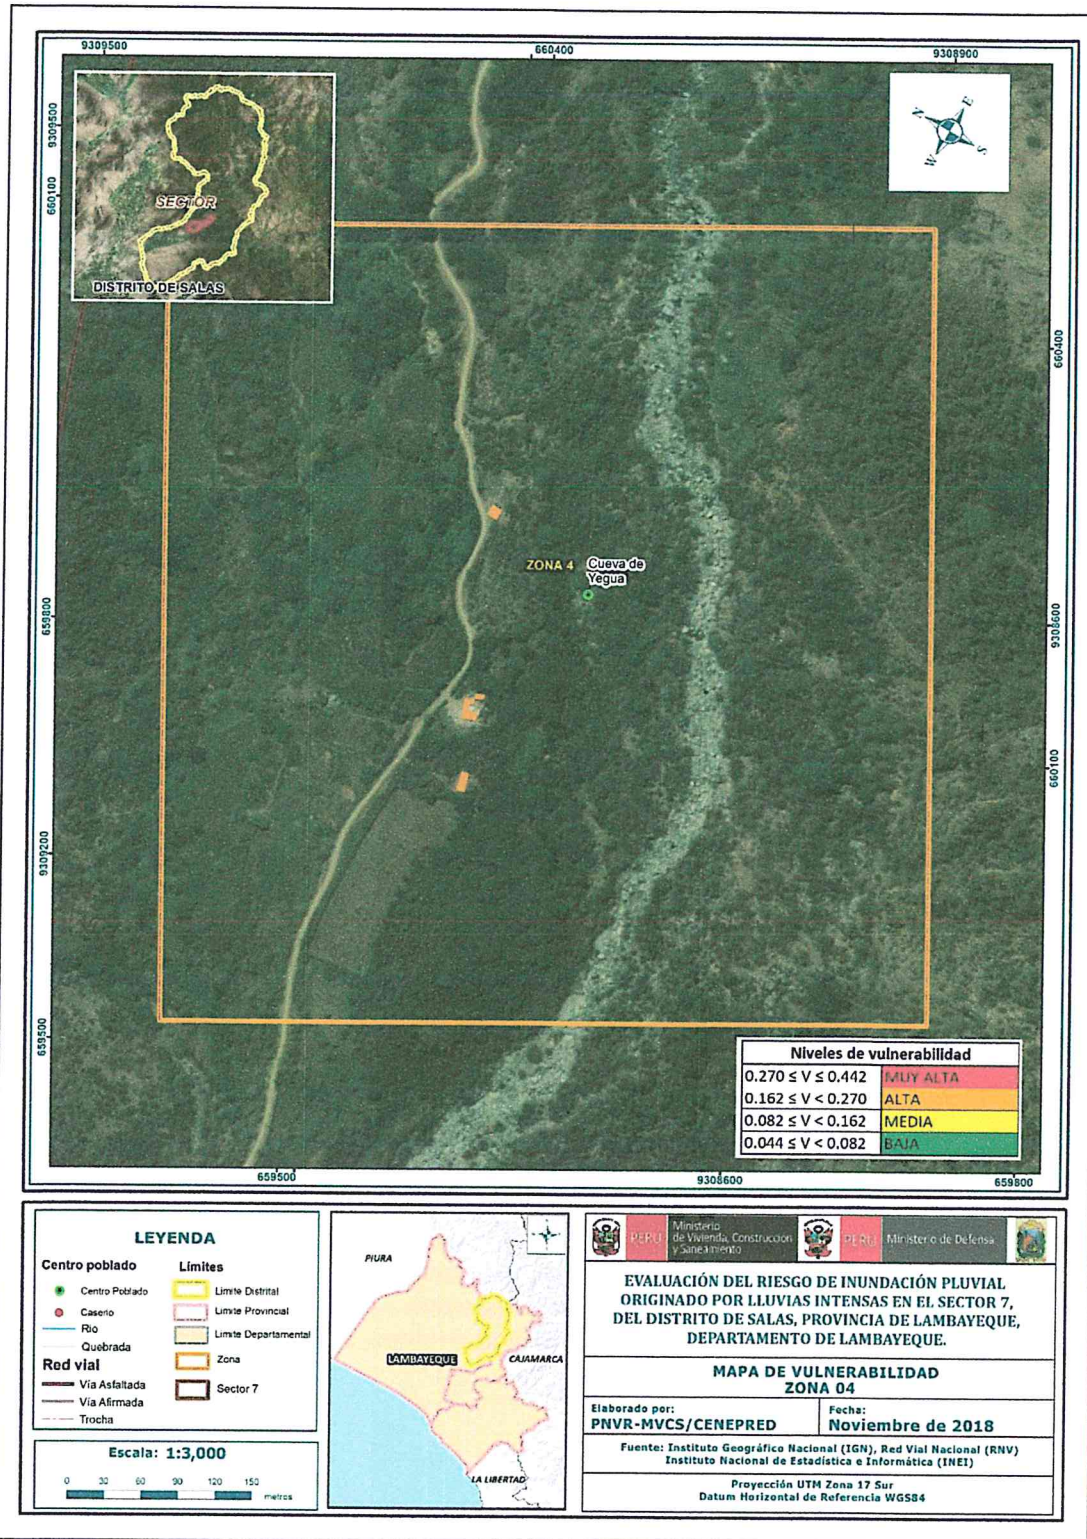 9309500
660400
9308900
9309500
660100
N
E
W
S
SECTOR
DISTRITO DE SALAS
660400
ZONA 4
Cueva de
Yegua
659800
9308600
660100
9309200
659500
Niveles de vulnerabilidad
0.270 ≤ V ≤ 0.442 MUY ALTA
0.162 ≤ V < 0.270 ALTA
0.082 ≤ V < 0.162 MEDIA
0.044 ≤ V < 0.082 BAJA
659500
9308600
659800
LEYENDA
Centro poblado
Centro Poblado
Caserio
Rio
Quebrada
Red vial
Vía Asfaltada
Vía Afirmada
Trocha
Límites
Limite Distrital
Limite Provincial
Limite Departamental
Zona
Sector 7
Escala: 1:3,000
0 30 60 90 120 150
metros
PIURA
LAMBAYEQUE
CAJAMARCA
LA LIBERTAD
PERÚ
Ministerio
de Vivienda, Construcción
y Saneamiento
PERÚ
Ministerio de Defensa
EVALUACIÓN DEL RIESGO DE INUNDACIÓN PLUVIAL
ORIGINADO POR LLUVIAS INTENSAS EN EL SECTOR 7,
DEL DISTRITO DE SALAS, PROVINCIA DE LAMBAYEQUE,
DEPARTAMENTO DE LAMBAYEQUE.
MAPA DE VULNERABILIDAD
ZONA 04
Elaborado por:
PNVR-MVCS/CENEPRED
Fecha:
Noviembre de 2018
Fuente: Instituto Geográfico Nacional (IGN), Red Vial Nacional (RNV)
Instituto Nacional de Estadística e Informática (INEI)
Proyección UTM Zona 17 Sur
Datum Horizontal de Referencia WGS84